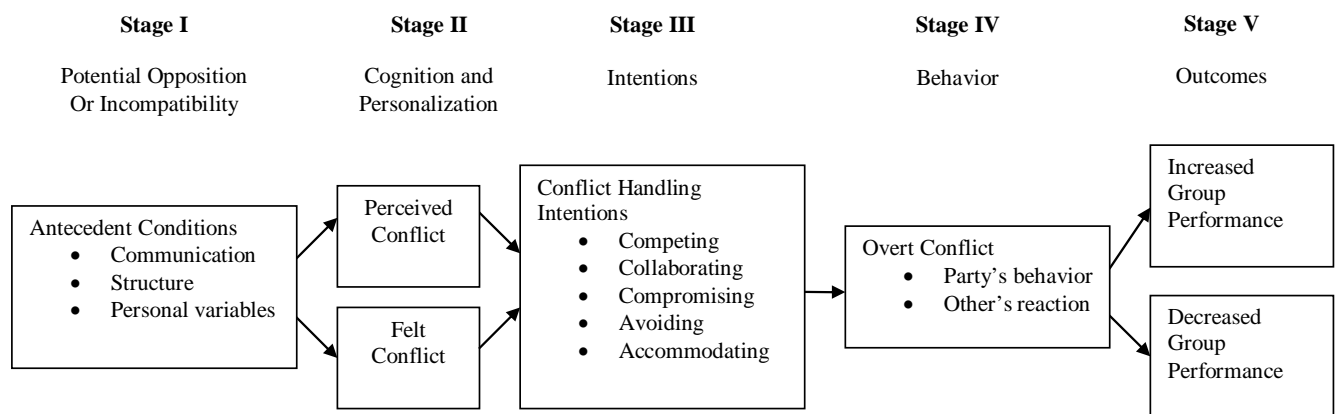 Stage I
Potential Opposition
Or Incompatibility
Stage II
Cognition and
Personalization
Stage III
Intentions
Stage IV
Behavior
Stage V
Outcomes
Antecedent Conditions
• Communication
• Structure
• Personal variables
Perceived
Conflict
Felt
Conflict
Conflict Handling
Intentions
• Competing
• Collaborating
• Compromising
• Avoiding
• Accommodating
Overt Conflict
• Party’s behavior
• Other’s reaction
Increased
Group
Performance
Decreased
Group
Performance